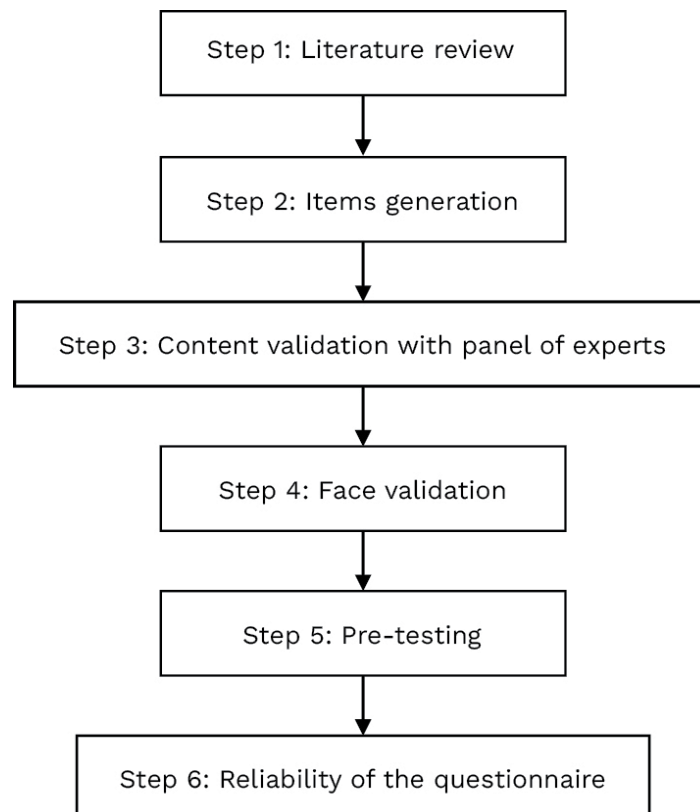 Step 1: Literature review
Step 2: Items generation
Step 3: Content validation with panel of experts
Step 4: Face validation
Step 5: Pre-testing
Step 6: Reliability of the questionnaire